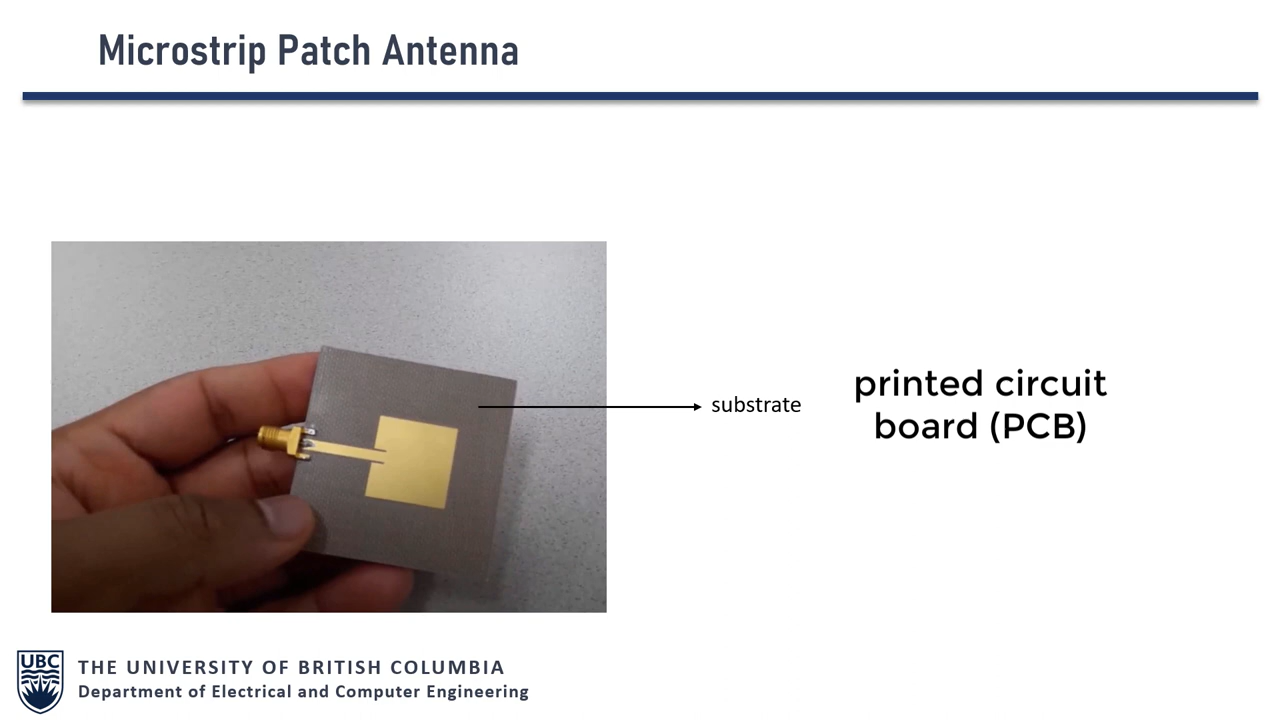 Microstrip Patch Antenna
substrate
printed circuit
board (PCB)
UBC
THE UNIVERSITY OF BRITISH COLUMBIA
Department of Electrical and Computer Engineering